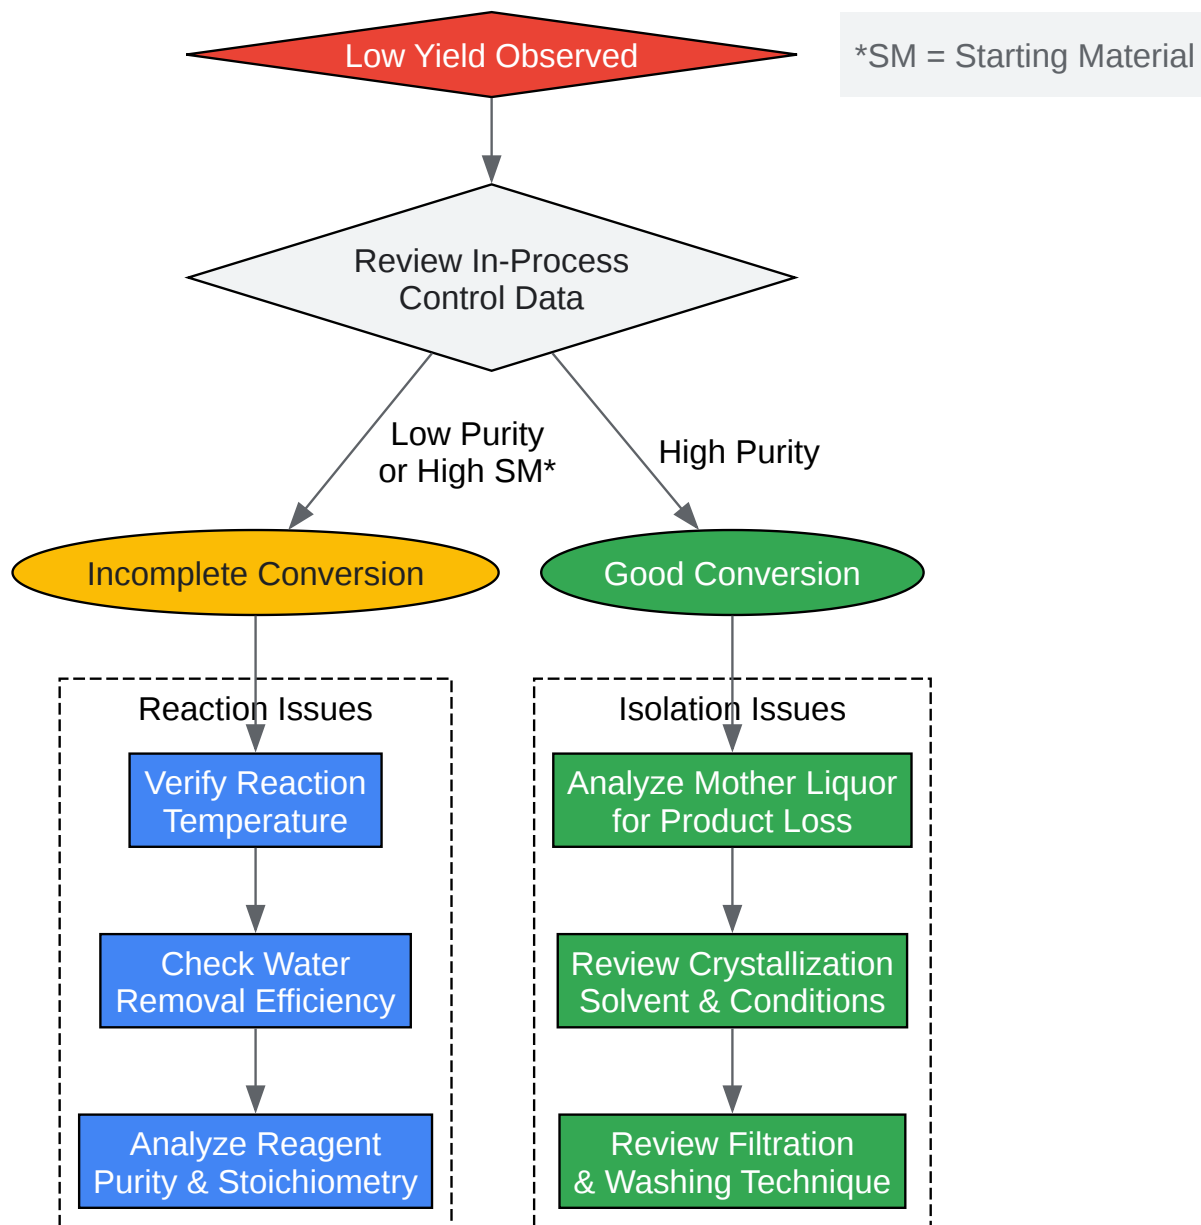 Low Yield Observed
*SM = Starting Material
Review In-Process
Control Data
Low Purity
or High SM*
High Purity
Incomplete Conversion
Good Conversion
Reaction Issues
Verify Reaction
Temperature
Check Water
Removal Efficiency
Analyze Reagent
Purity & Stoichiometry
Isolation Issues
Analyze Mother Liquor
for Product Loss
Review Crystallization
Solvent & Conditions
Review Filtration
& Washing Technique